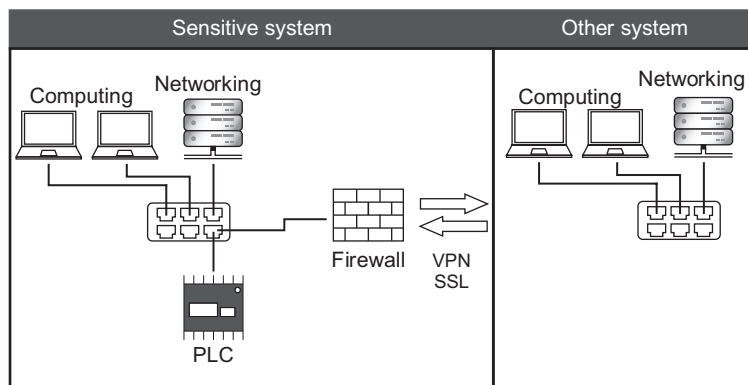 Sensitive system
Other system
Networking
Computing
Firewall
VPN
SSL
PLC
Networking
Computing